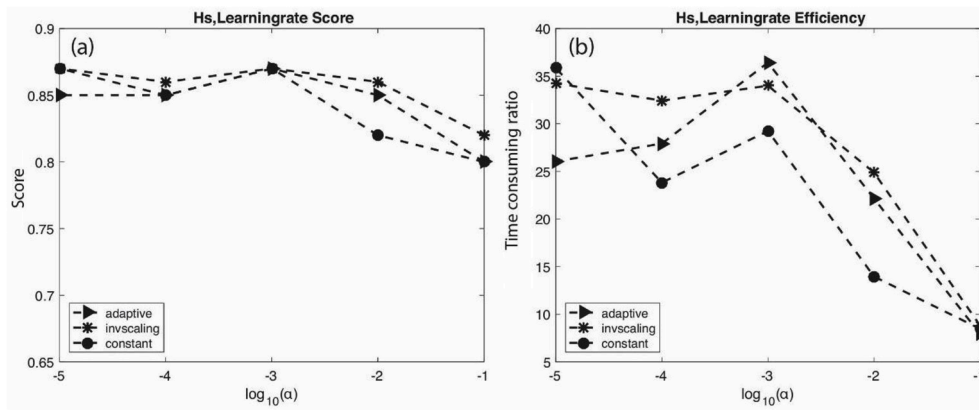 Hs,Learningrate Score
(a)
0.9
0.85
0.8
0.75
0.7
0.65
Score
-5 -4 -3 -2 -1
log10(α)
adaptive
invscaling
constant
Hs,Learningrate Efficiency
(b)
40
35
30
25
20
15
10
5
Time consuming ratio
-5 -4 -3 -2 -1
log10(α)
adaptive
invscaling
constant